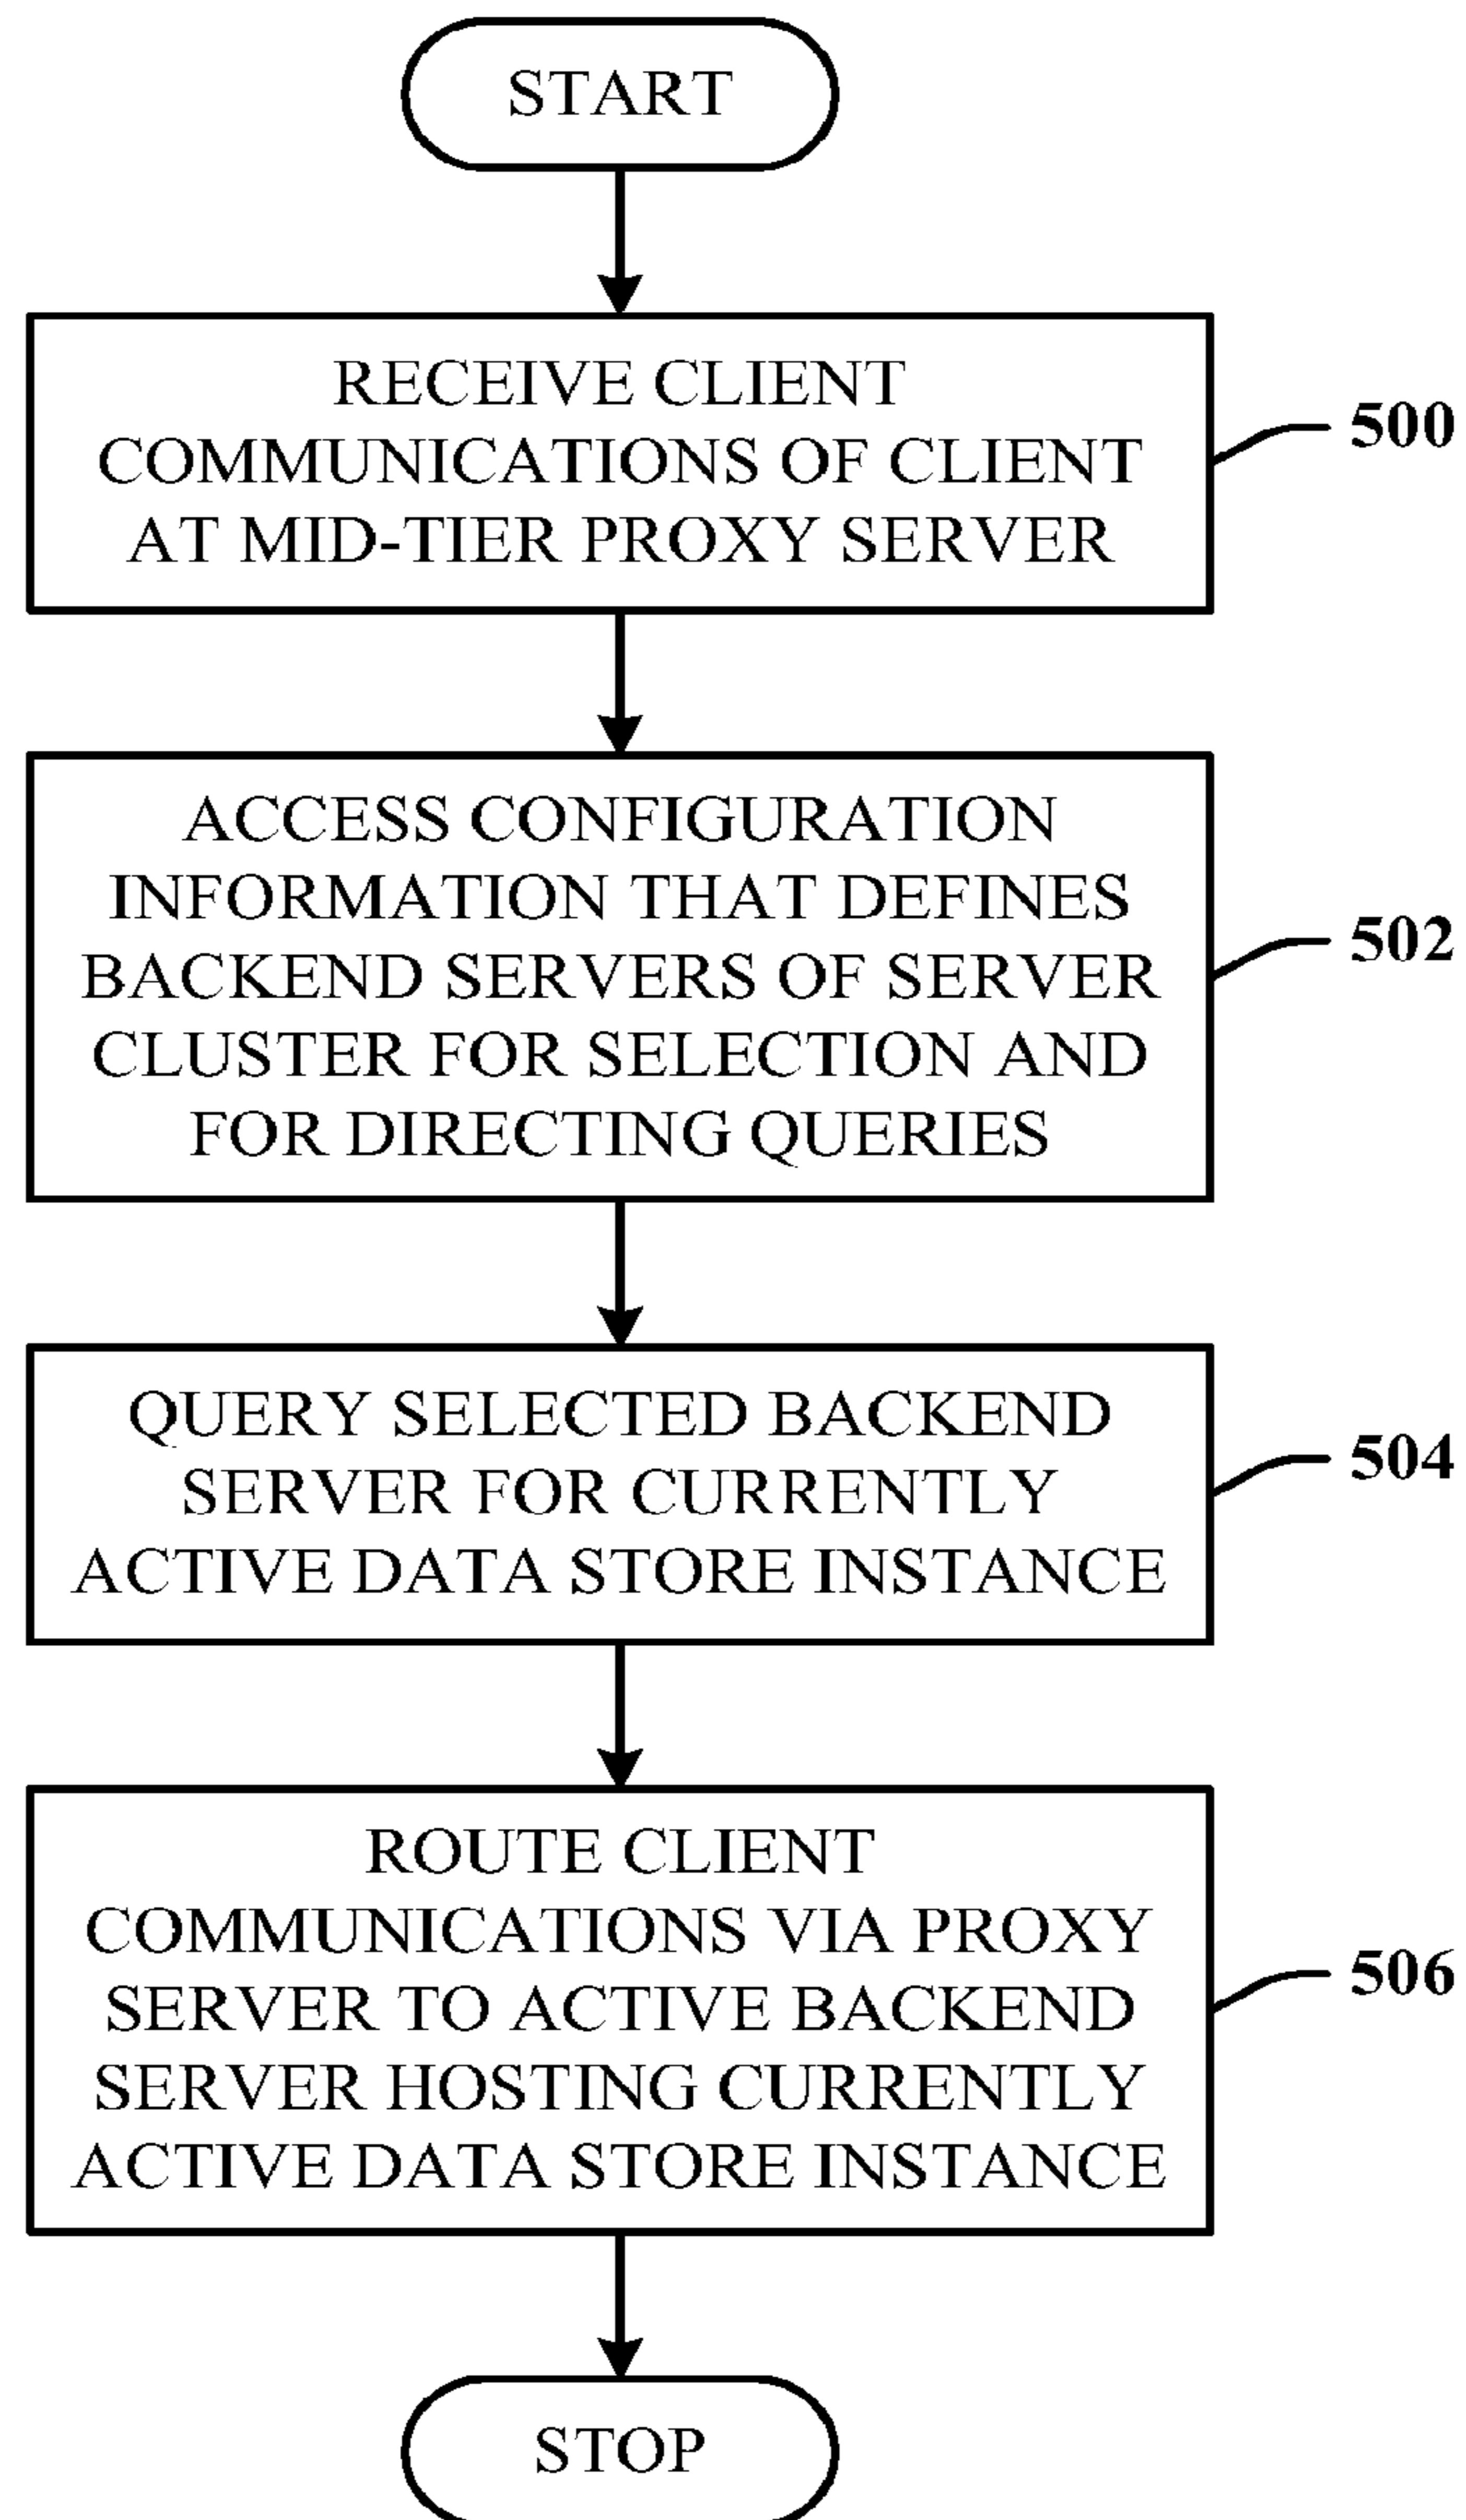 START
RECEIVE CLIENT
COMMUNICATIONS OF CLIENT
AT MID-TIER PROXY SERVER
500
ACCESS CONFIGURATION
INFORMATION THAT DEFINES
BACKEND SERVERS OF SERVER
CLUSTER FOR SELECTION AND
FOR DIRECTING QUERIES
502
QUERY SELECTED BACKEND
SERVER FOR CURRENTLY
ACTIVE DATA STORE INSTANCE
504
ROUTE CLIENT
COMMUNICATIONS VIA PROXY
SERVER TO ACTIVE BACKEND
SERVER HOSTING CURRENTLY
ACTIVE DATA STORE INSTANCE
506
STOP